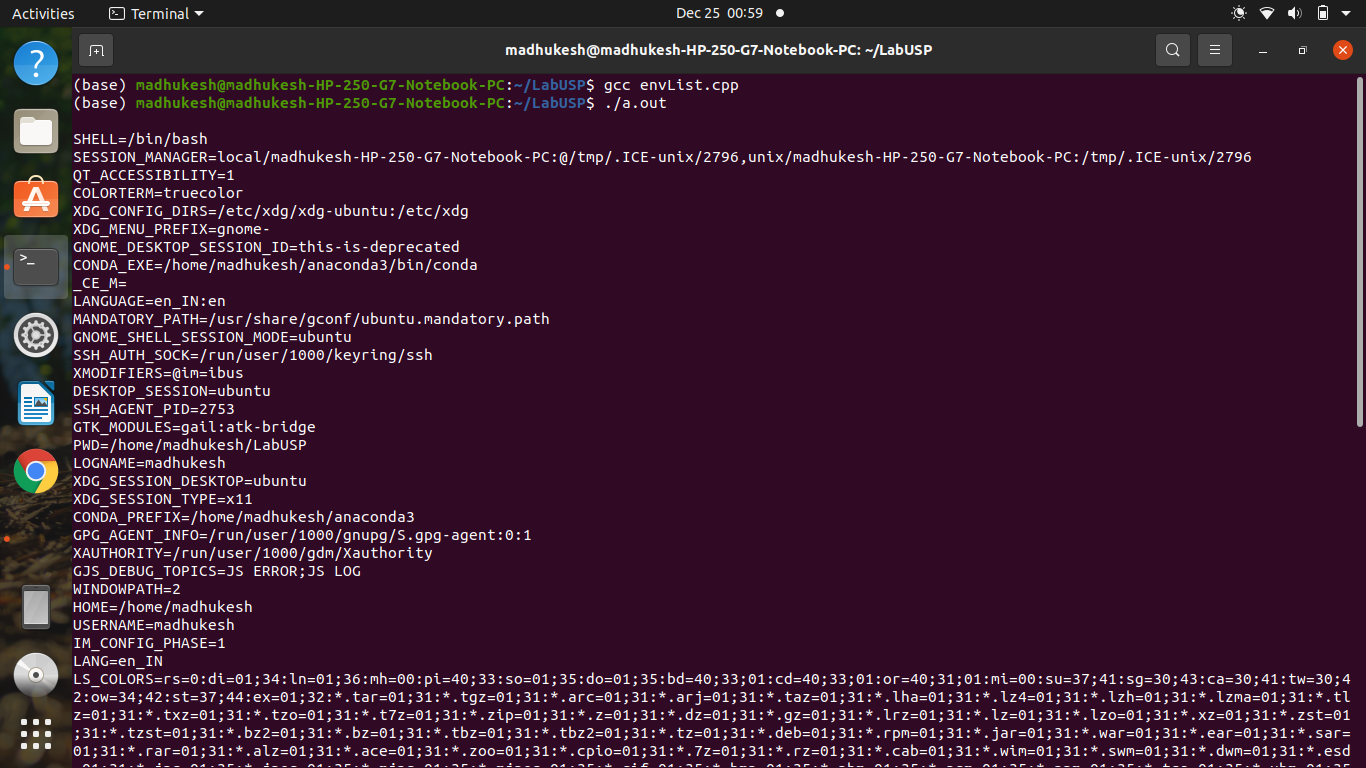 Activities Terminal Dec 25 00:59
madhukesh@madhukesh-HP-250-G7-Notebook-PC: ~/LabUSP
(base) madhukesh@madhukesh-HP-250-G7-Notebook-PC:~/LabUSP$ gcc envList.cpp
(base) madhukesh@madhukesh-HP-250-G7-Notebook-PC:~/LabUSP$ ./a.out
SHELL=/bin/bash
SESSION_MANAGER=local/madhukesh-HP-250-G7-Notebook-PC:@/tmp/.ICE-unix/2796,unix/madhukesh-HP-250-G7-Notebook-PC:/tmp/.ICE-unix/2796
QT_ACCESSIBILITY=1
COLORTERM=truecolor
XDG_CONFIG_DIRS=/etc/xdg/xdg-ubuntu:/etc/xdg
XDG_MENU_PREFIX=gnome-
GNOME_DESKTOP_SESSION_ID=this-is-deprecated
CONDA_EXE=/home/madhukesh/anaconda3/bin/conda
_CE_M=
LANGUAGE=en_IN:en
MANDATORY_PATH=/usr/share/gconf/ubuntu.mandatory.path
GNOME_SHELL_SESSION_MODE=ubuntu
SSH_AUTH_SOCK=/run/user/1000/keyring/ssh
XMODIFIERS=@im=ibus
DESKTOP_SESSION=ubuntu
SSH_AGENT_PID=2753
GTK_MODULES=gail:atk-bridge
PWD=/home/madhukesh/LabUSP
LOGNAME=madhukesh
XDG_SESSION_DESKTOP=ubuntu
XDG_SESSION_TYPE=x11
CONDA_PREFIX=/home/madhukesh/anaconda3
GPG_AGENT_INFO=/run/user/1000/gnupg/S.gpg-agent:0:1
XAUTHORITY=/run/user/1000/gdm/Xauthority
GJS_DEBUG_TOPICS=JS ERROR;JS LOG
WINDOWPATH=2
HOME=/home/madhukesh
USERNAME=madhukesh
IM_CONFIG_PHASE=1
LANG=en_IN
LS_COLORS=rs=0:di=01;34:ln=01;36:mh=00:pi=40;33:so=01;35:do=01;35:bd=40;33;01:cd=40;33;01:or=40;31;01:mi=00:su=37;41:sg=30;43:ca=30;41:tw=30;4
2:ow=34;42:st=37;44:ex=01;32:*.tar=01;31:*.tgz=01;31:*.arc=01;31:*.arj=01;31:*.taz=01;31:*.lha=01;31:*.lz4=01;31:*.lzh=01;31:*.lzma=01;31:*.tl
z=01;31:*.txz=01;31:*.tzo=01;31:*.t7z=01;31:*.zip=01;31:*.z=01;31:*.dz=01;31:*.gz=01;31:*.lrz=01;31:*.lz=01;31:*.lzo=01;31:*.xz=01;31:*.zst=01
;31:*.tzst=01;31:*.bz2=01;31:*.bz=01;31:*.tbz=01;31:*.tbz2=01;31:*.tz=01;31:*.deb=01;31:*.rpm=01;31:*.jar=01;31:*.war=01;31:*.ear=01;31:*.sar=
01;31:*.rar=01;31:*.alz=01;31:*.ace=01;31:*.zoo=01;31:*.cpio=01;31:*.7z=01;31:*.rz=01;31:*.cab=01;31:*.wim=01;31:*.swm=01;31:*.dwm=01;31:*.esd